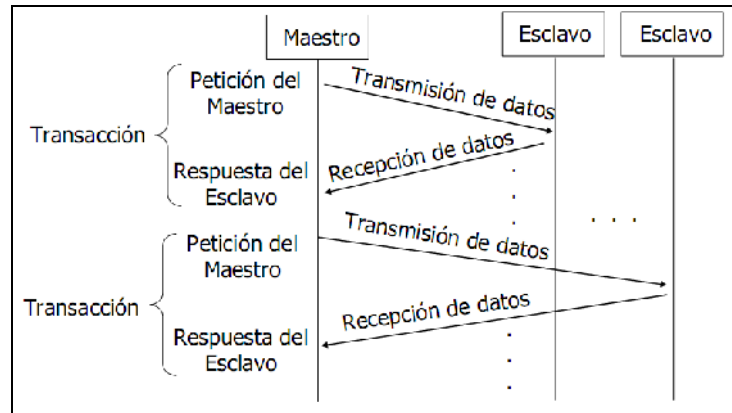 Maestro
Esclavo
Esclavo
Petición del
Maestro
Transmisión de datos
Transacción
Recepción de datos
Respuesta del
Esclavo
. . .
Petición del
Maestro
Transmisión de datos
Transacción
Recepción de datos
Respuesta del
Esclavo